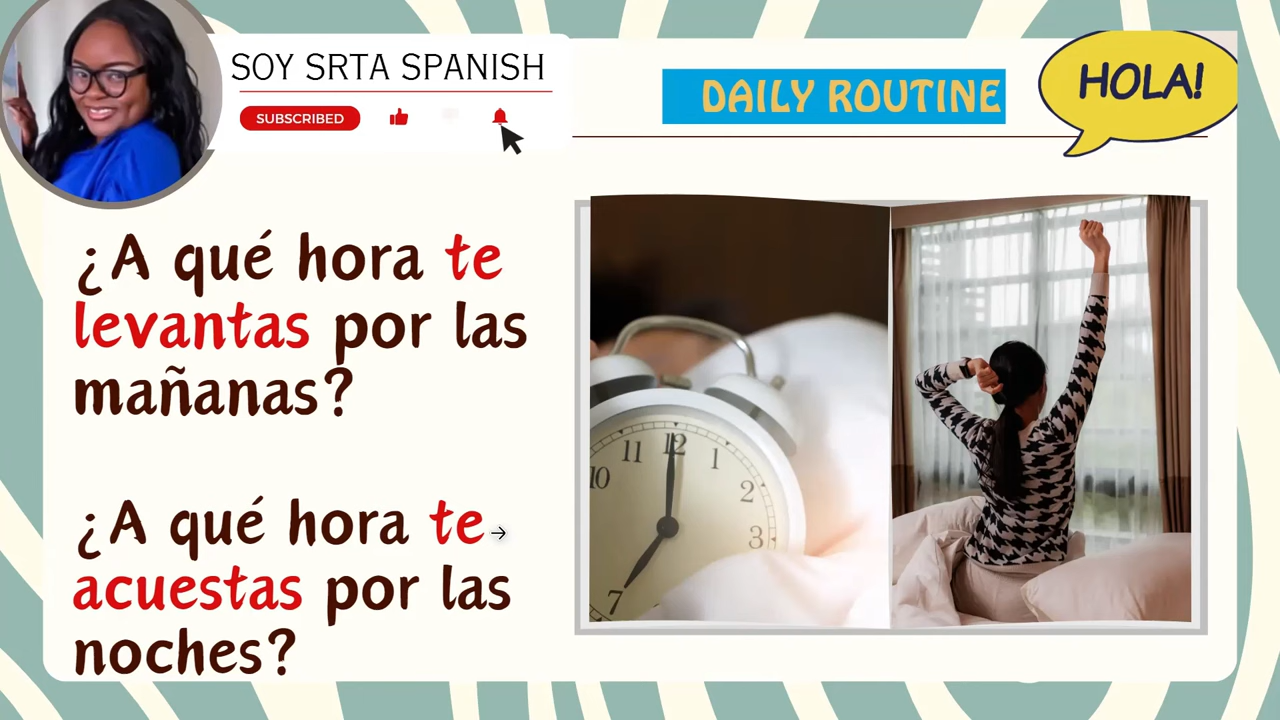 SOY SRTA SPANISH
SUBSCRIBED
DAILY ROUTINE
HOLA!
¿A qué hora te
levantas por las
mañanas?
¿A qué hora te
acuestas por las
noches?
10 11 12 1 2 3 7